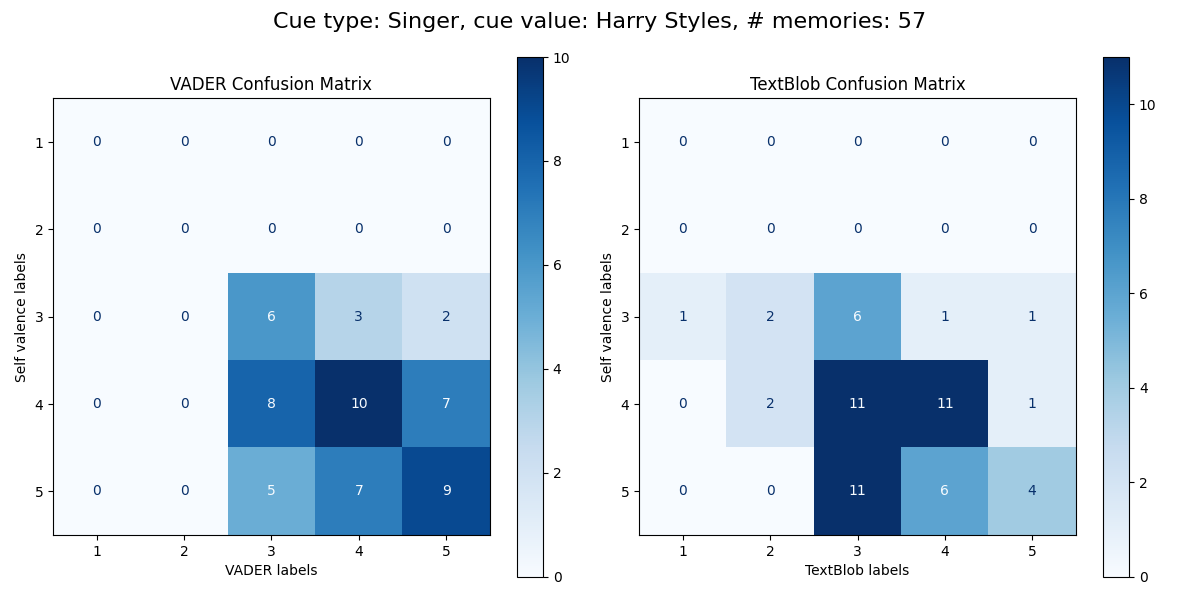 Cue type: Singer, cue value: Harry Styles, # memories: 57
VADER Confusion Matrix
Self valence labels
1 0 0 0 0 0
2 0 0 0 0 0
3 0 0 6 3 2
4 0 0 8 10 7
5 0 0 5 7 9
1 2 3 4 5
VADER labels
10
8
6
4
2
0
TextBlob Confusion Matrix
Self valence labels
1 0 0 0 0 0
2 0 0 0 0 0
3 1 2 6 1 1
4 0 2 11 11 1
5 0 0 11 6 4
1 2 3 4 5
TextBlob labels
10
8
6
4
2
0